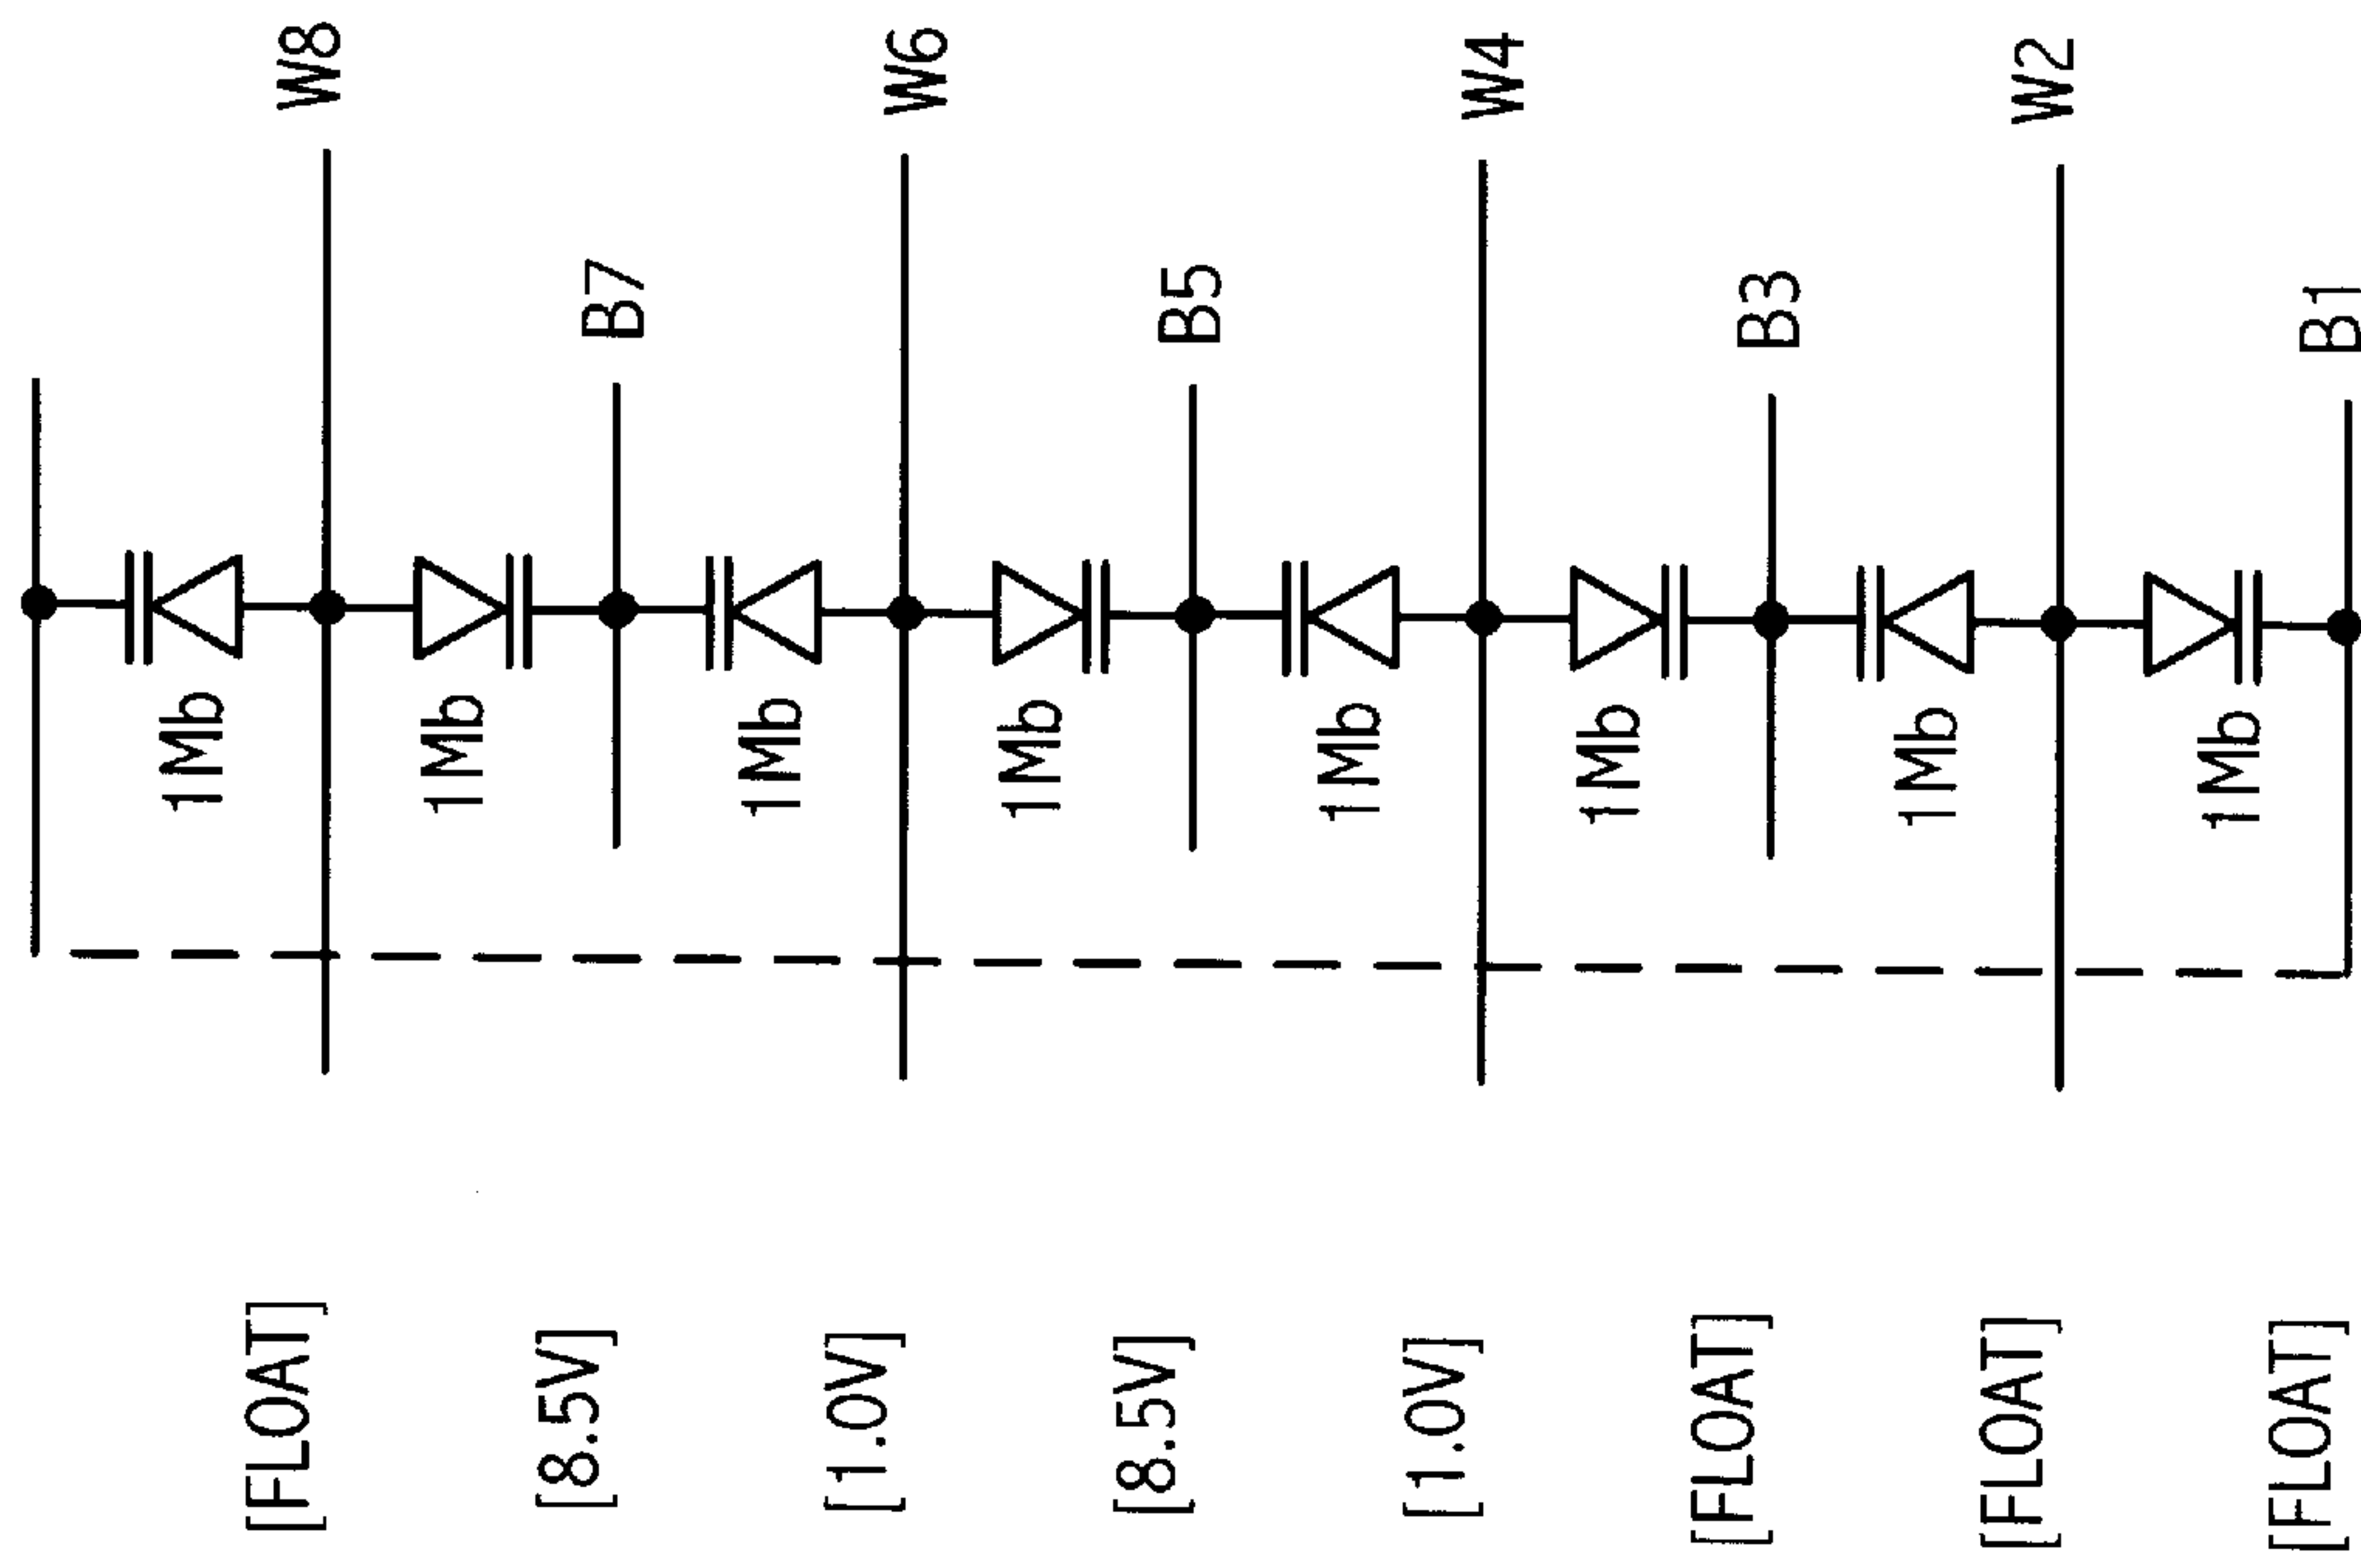 1Mb
[FLOAT] W8
1Mb
[8.5V] B7
1Mb
[1.0V] W6
1Mb
[8.5V] B5
1Mb
[1.0V] W4
1Mb
[FLOAT] B3
1Mb
[FLOAT] W2
1Mb
[FLOAT] B1